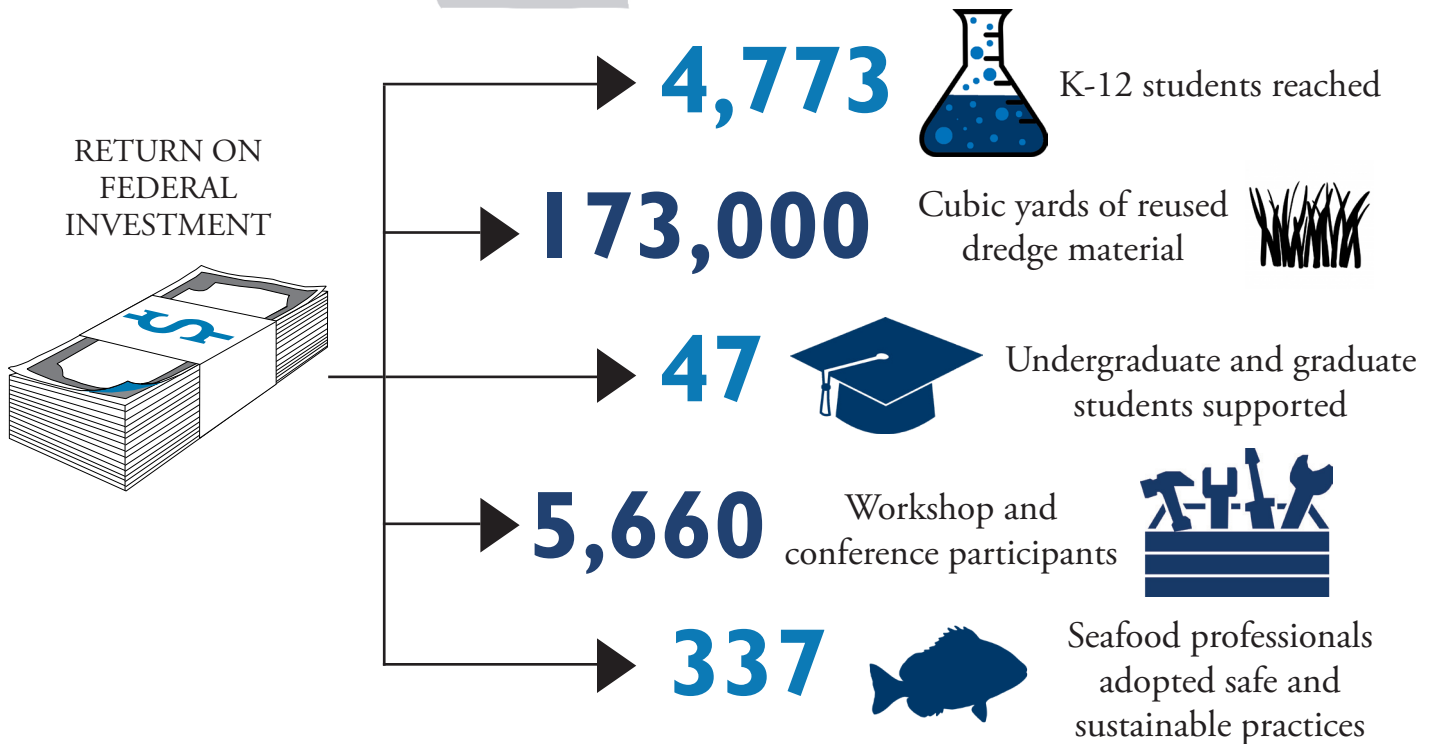 RETURN ON
FEDERAL
INVESTMENT
$
4,773
K-12 students reached
173,000
Cubic yards of reused
dredge material
47
Undergraduate and graduate
students supported
5,660
Workshop and
conference participants
337
Seafood professionals
adopted safe and
sustainable practices